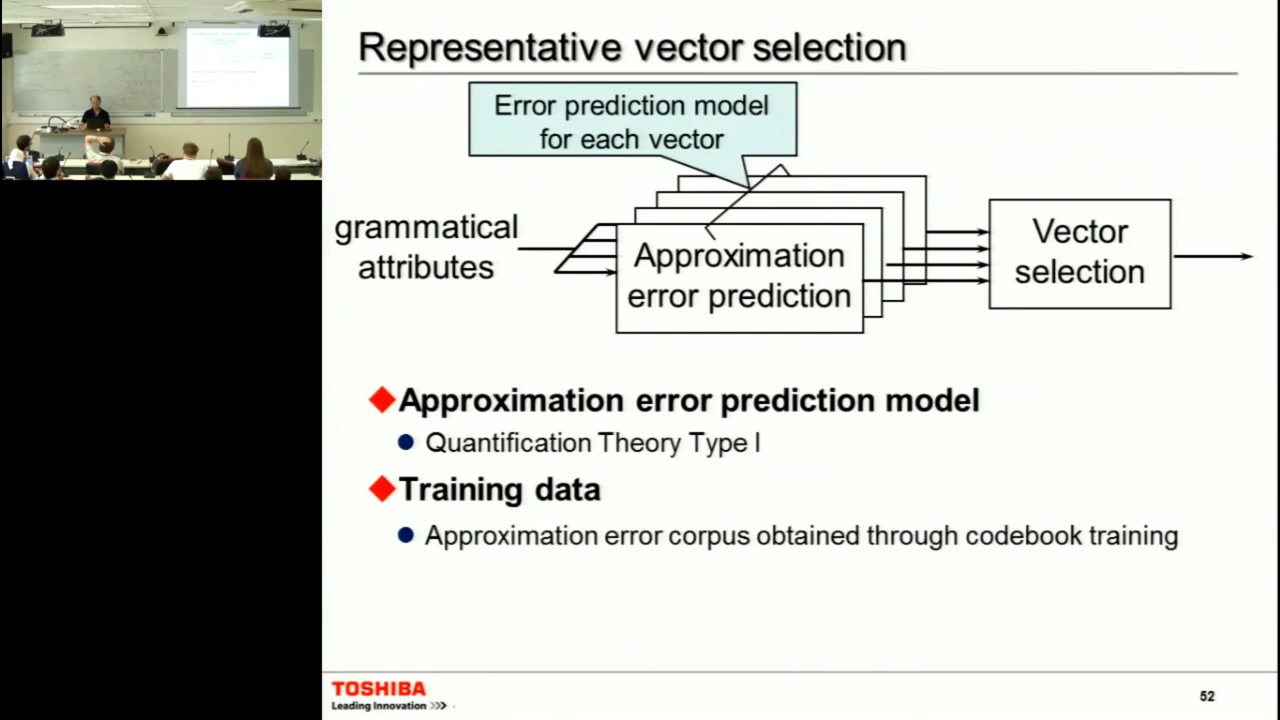 Representative vector selection
Error prediction model
for each vector
grammatical
attributes
Approximation
error prediction
Vector
selection
Approximation error prediction model
Quantification Theory Type I
Training data
Approximation error corpus obtained through codebook training
TOSHIBA
Leading Innovation >>>
52